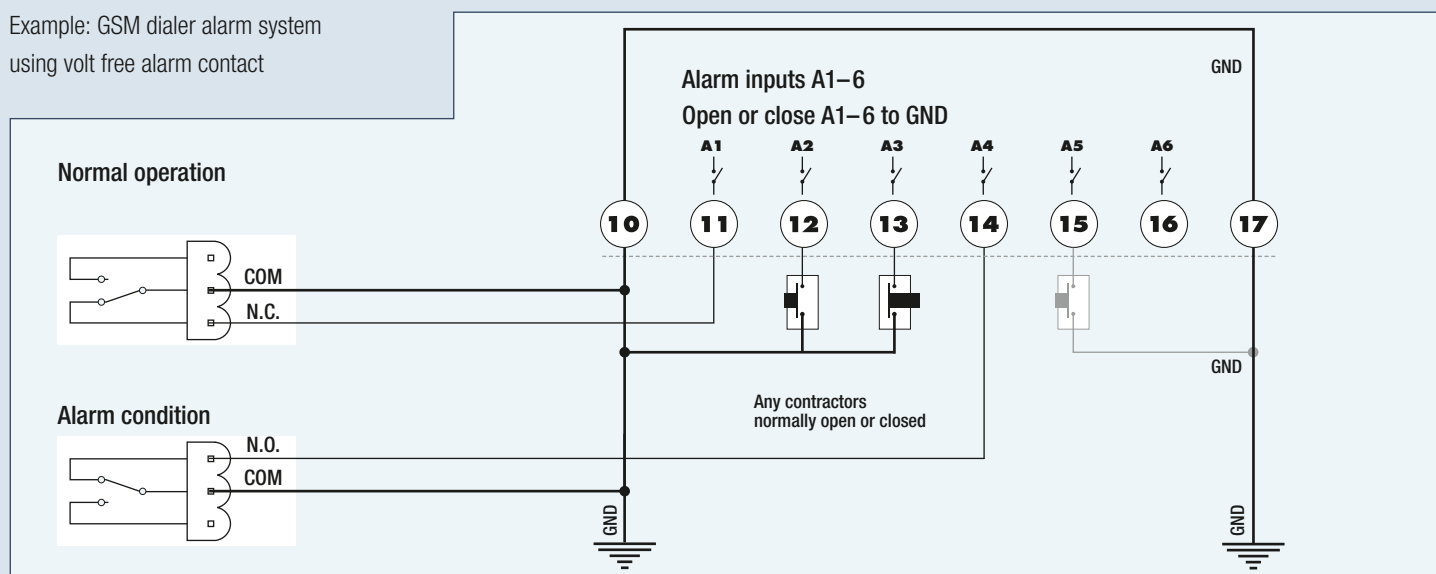 Example: GSM dialer alarm system
using volt free alarm contact
GND
Alarm inputs A1–6
Open or close A1–6 to GND
A1 A2 A3 A4 A5 A6
Normal operation
10 11 12 13 14 15 16 17
COM
N.C.
GND
Any contractors
normally open or closed
Alarm condition
N.O.
COM
GND
GND